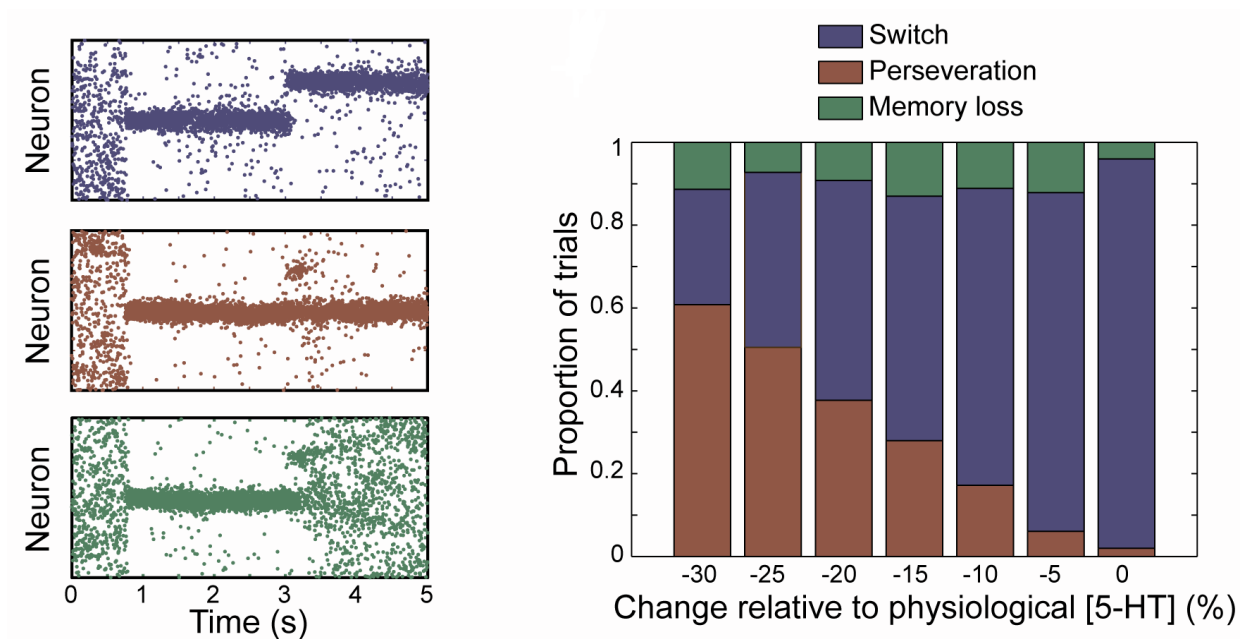 Neuron
Neuron
Neuron
0 1 2 3 4 5
Time (s)
Switch
Perseveration
Memory loss
Proportion of trials
1
0.8
0.6
0.4
0.2
0
-30 -25 -20 -15 -10 -5 0
Change relative to physiological [5-HT] (%)